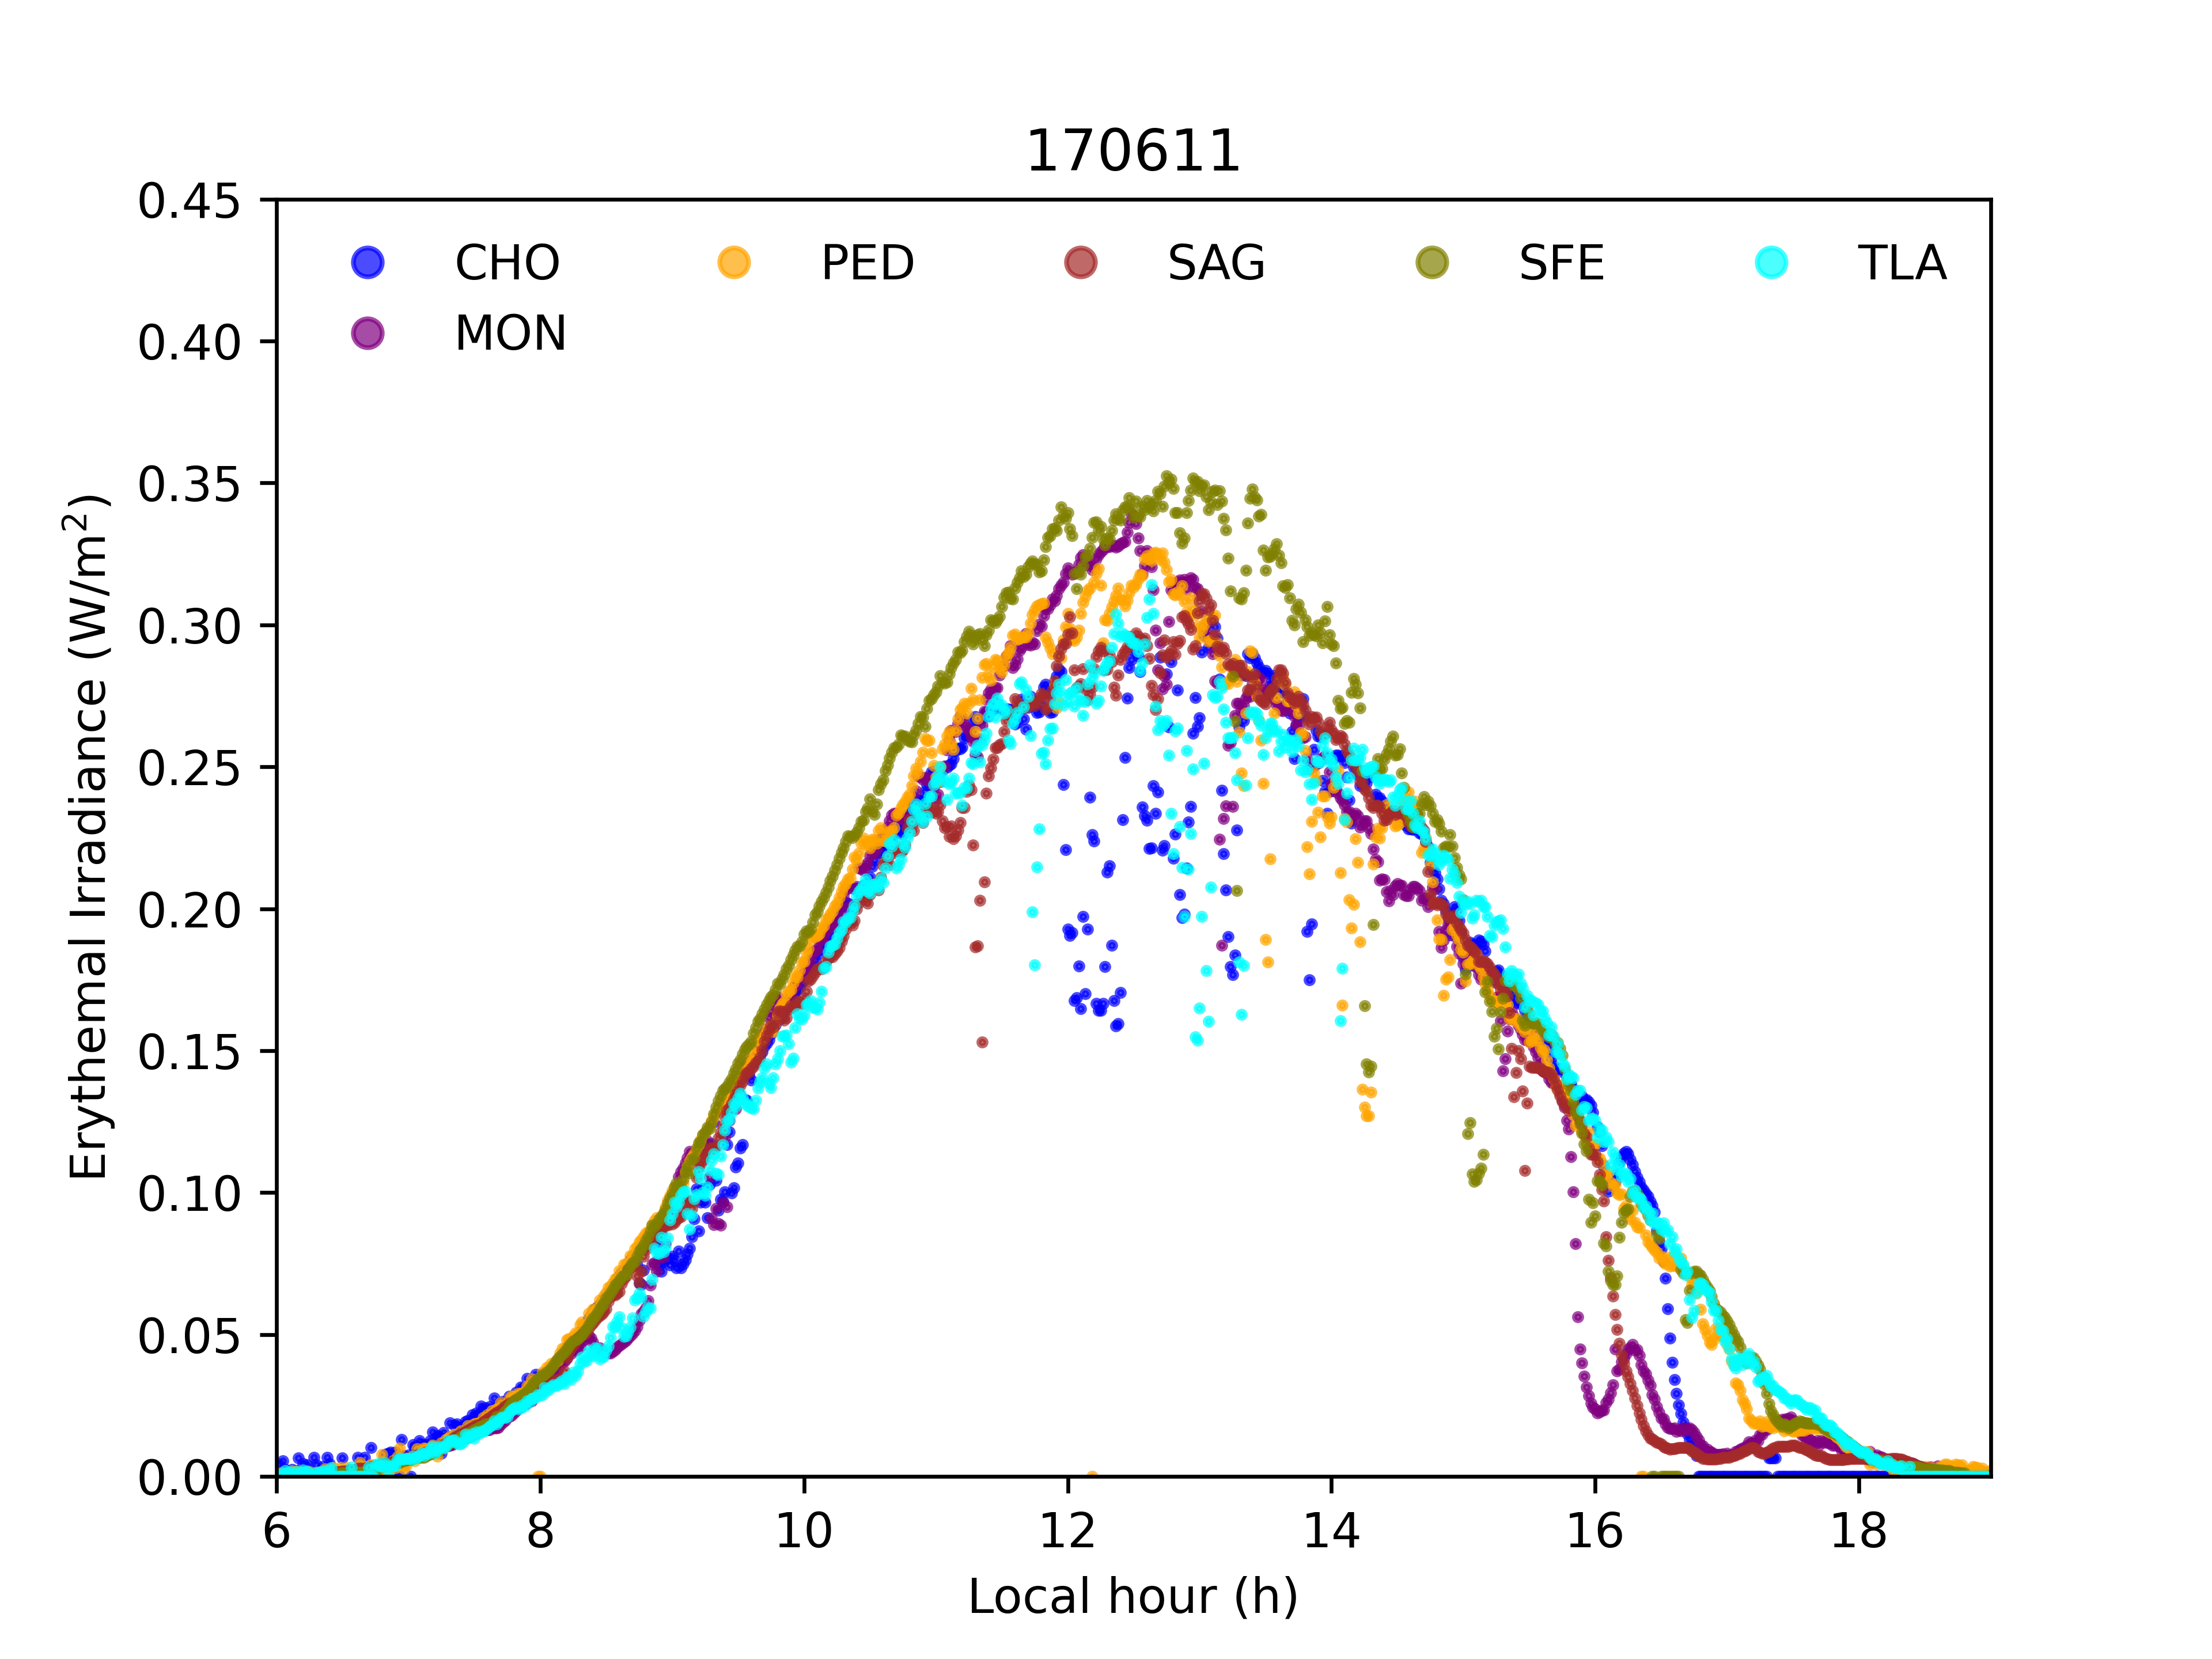 170611
CHO PED SAG SFE TLA
MON
0.45
0.40
0.35
0.30
0.25
0.20
0.15
0.10
0.05
0.00
Erythemal Irradiance (W/m²)
6 8 10 12 14 16 18
Local hour (h)